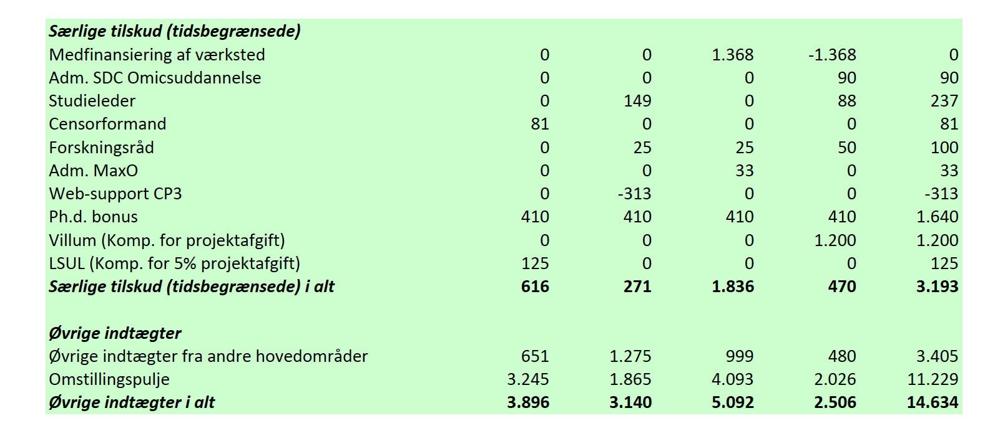 Særlige tilskud (tidsbegrænsede)
Medfinansiering af værksted 0 0 1.368 -1.368 0
Adm. SDC Omicsuddannelse 0 0 0 90 90
Studieleder 0 149 0 88 237
Censorformand 81 0 0 0 81
Forskningsråd 0 25 25 50 100
Adm. MaxO 0 0 33 0 33
Web-support CP3 0 -313 0 0 -313
Ph.d. bonus 410 410 410 410 1.640
Villum (Komp. for projektafgift) 0 0 0 1.200 1.200
LSUL (Komp. for 5% projektafgift) 125 0 0 0 125
Særlige tilskud (tidsbegrænsede) i alt 616 271 1.836 470 3.193
Øvrige indtægter
Øvrige indtægter fra andre hovedområder 651 1.275 999 480 3.405
Omstillingspulje 3.245 1.865 4.093 2.026 11.229
Øvrige indtægter i alt 3.896 3.140 5.092 2.506 14.634